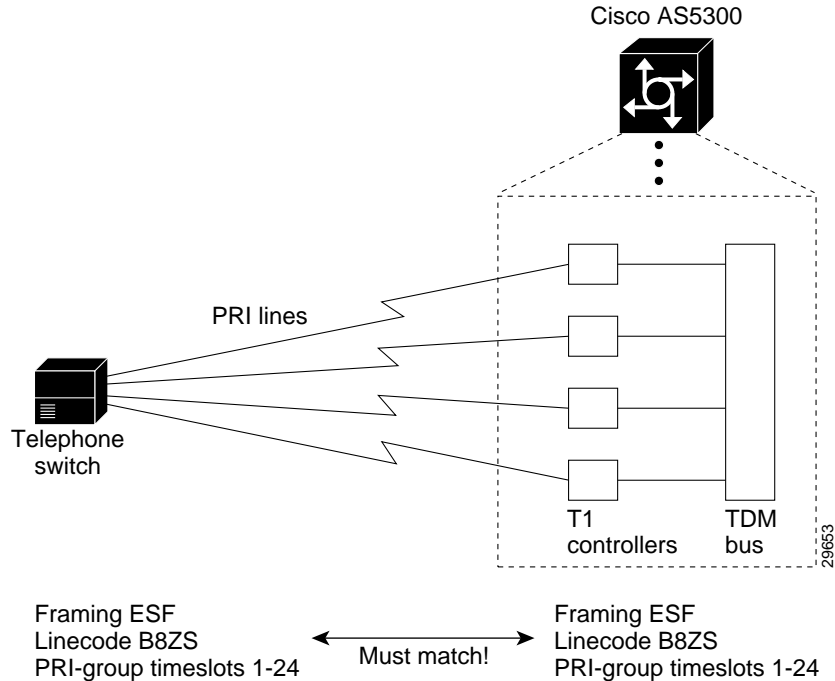 Cisco AS5300
PRI lines
Telephone
switch
T1
controllers
TDM
bus
29653
Framing ESF
Linecode B8ZS
PRI-group timeslots 1-24
Must match!
Framing ESF
Linecode B8ZS
PRI-group timeslots 1-24